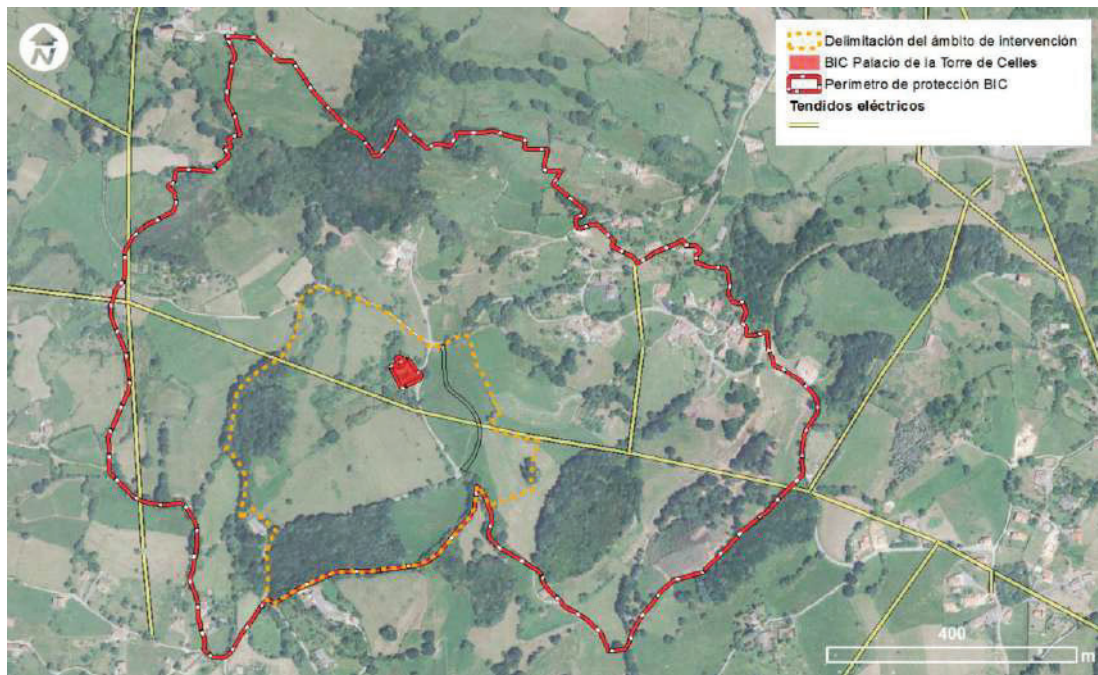 N
Delimitación del ámbito de intervención
BIC Palacio de la Torre de Celles
Perímetro de protección BIC
Tendidos eléctricos
400
m